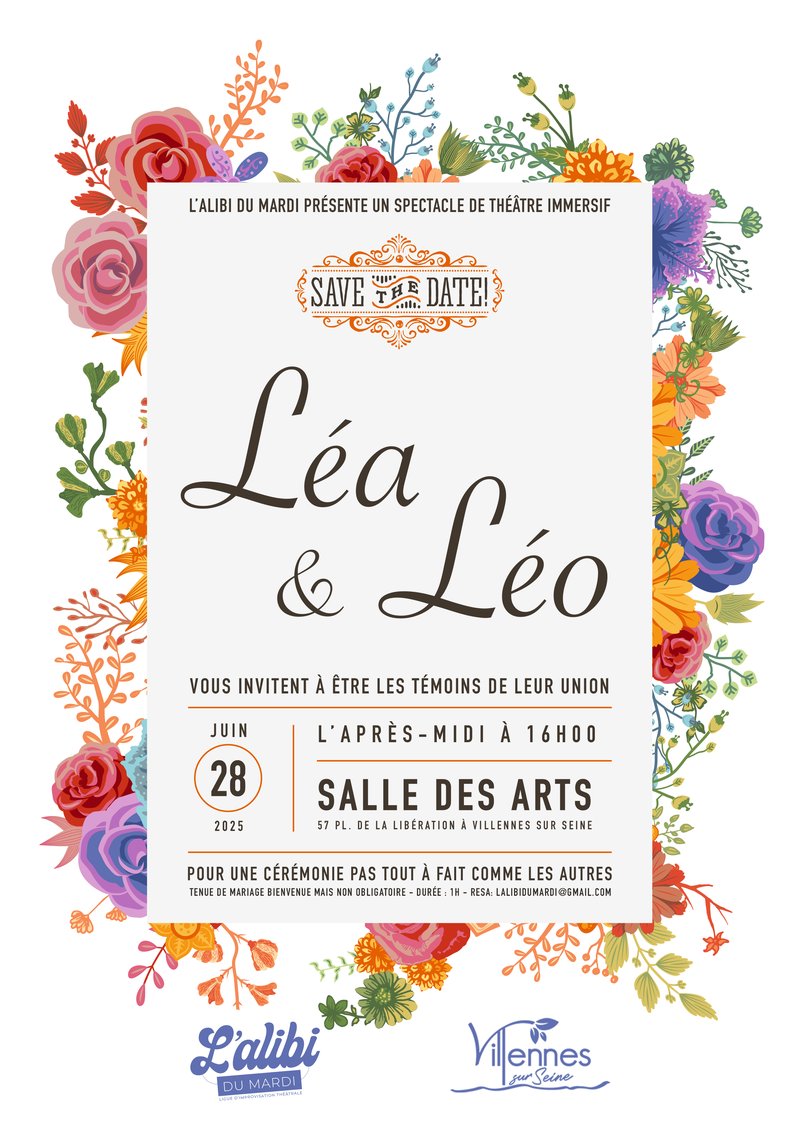 L'ALIBI DU MARDI PRÉSENTE UN SPECTACLE DE THÉÂTRE IMMERSIF
SAVE THE DATE!
Léa
& Léo
VOUS INVITENT À ÊTRE LES TÉMOINS DE LEUR UNION
JUIN
28
2025
L'APRÈS-MIDI À 16H00
SALLE DES ARTS
57 PL. DE LA LIBÉRATION À VILLENNES SUR SEINE
POUR UNE CÉRÉMONIE PAS TOUT À FAIT COMME LES AUTRES
TENUE DE MARIAGE BIENVENUE MAIS NON OBLIGATOIRE - DURÉE : 1H - RESA: LALIBIDUMARDI@GMAIL.COM
L'alibi
DU MARDI
LIGUE D'IMPROVISATION THÉÂTRALE
Villennes
sur Seine